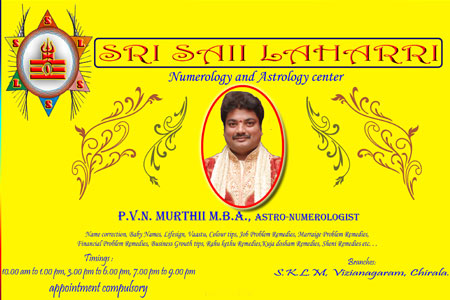 SRI SAII LAHARRI
Numerology and Astrology center
P.V.N. MURTHII M.B.A., ASTRO-NUMEROLOGIST
Name correction, Baby Names, Lifesign, Vaastu, Colour tips, Job Problem Remedies, Marraige Problem Remedies,
Financial Problem Remedies, Business Growth tips, Rahu kethu Remedies,Kuja dosham Remedies, Sheni Remedies etc. . .
Timings :
10.00 am to 1.00 pm, 3.00 pm to 6.00 pm, 7.00 pm to 9.00 pm
appointment compulsory
Branches:
S.K.L.M, Vizianagaram, Chirala.